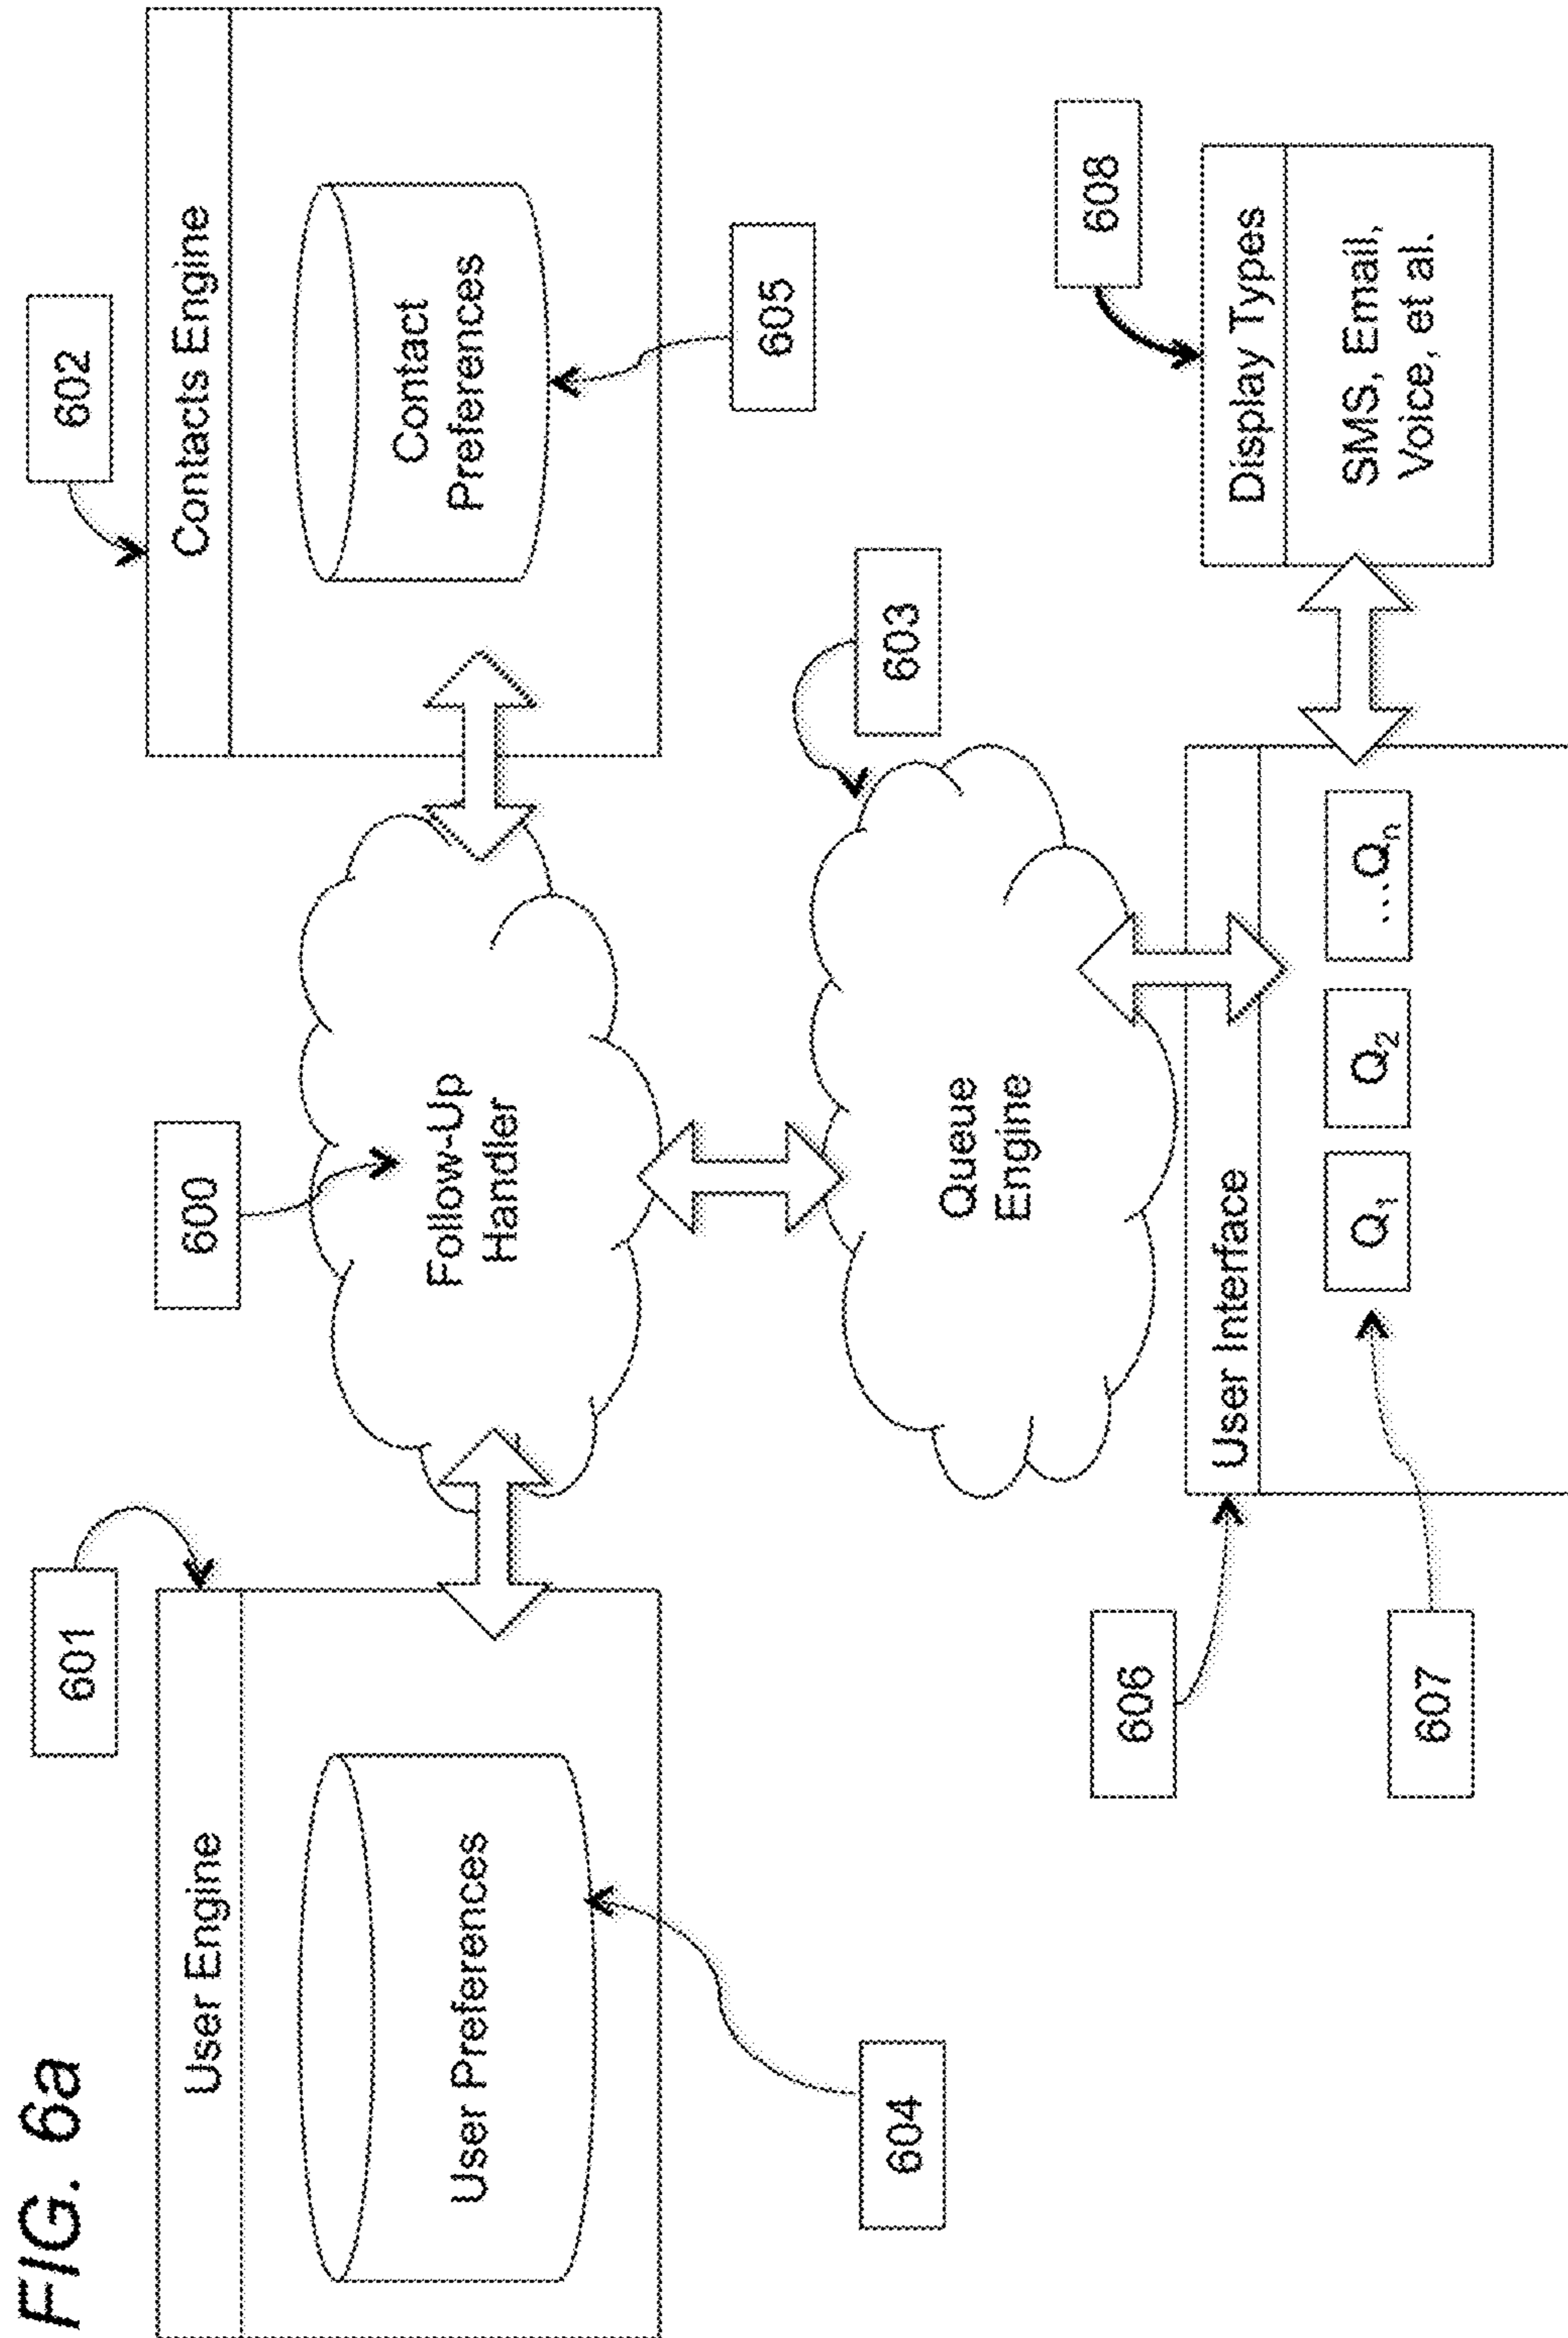 FIG. 6a
601
600
602
User Engine
Contacts Engine
User Preferences
Follow-Up
Handler
Contact
Preferences
604
603
605
Queue
Engine
606
User Interface
608
Display Types
607
Q1
Q2
...Qn
SMS, Email,
Voice, et al.